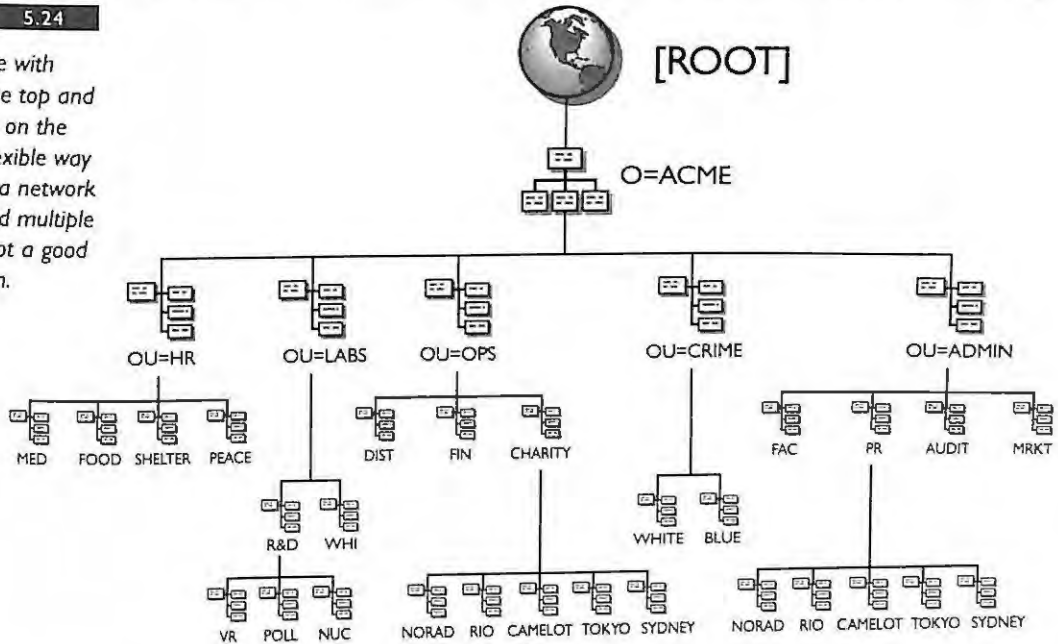 5.24
e with
e top and
on the
exible way
a network
d multiple
ot a good
n.
[ROOT]
O=ACME
OU=HR OU=LABS OU=OPS OU=CRIME OU=ADMIN
MED FOOD SHELTER PEACE DIST FIN CHARITY FAC PR AUDIT MRKT
R&D WHI WHITE BLUE
VR POLL NUC NORAD RIO CAMELOT TOKYO SYDNEY NORAD RIO CAMELOT TOKYO SYDNEY